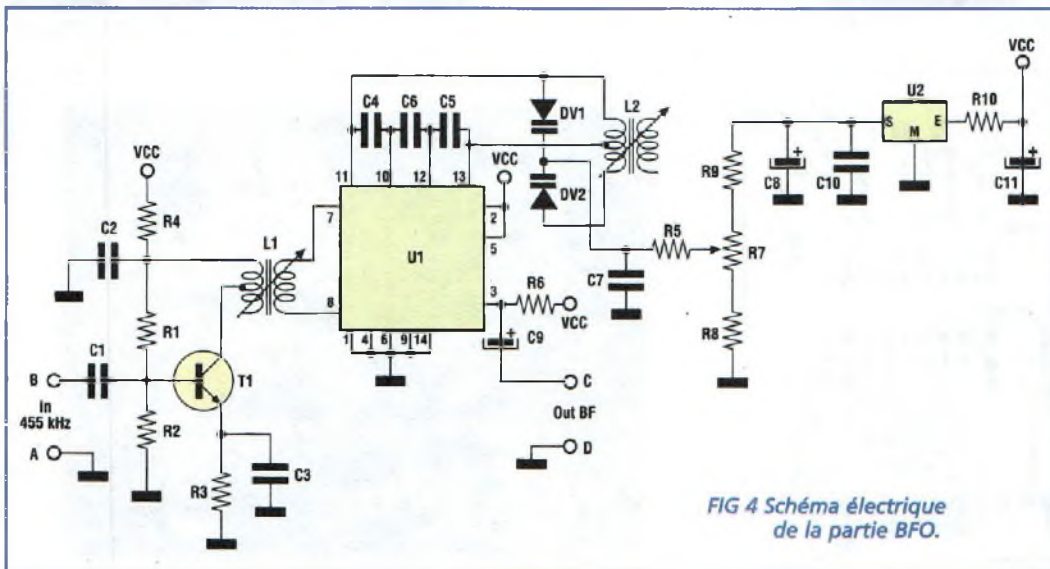 VCC
C4
C6
C5
DV1
L2
VCC
U2
R10
S
E
M
VCC
R4
11
10
12
13
DV2
R9
C8
+
C10
C11
+
C2
L1
7
2
5
U1
R5
R7
R1
8
3
R6
VCC
C7
R8
C1
T1
1
4
6
9
14
C9
+
B
In
455 kHz
A
R2
C
Out BF
D
R3
C3
FIG 4 Schéma électrique
de la partie BFO.